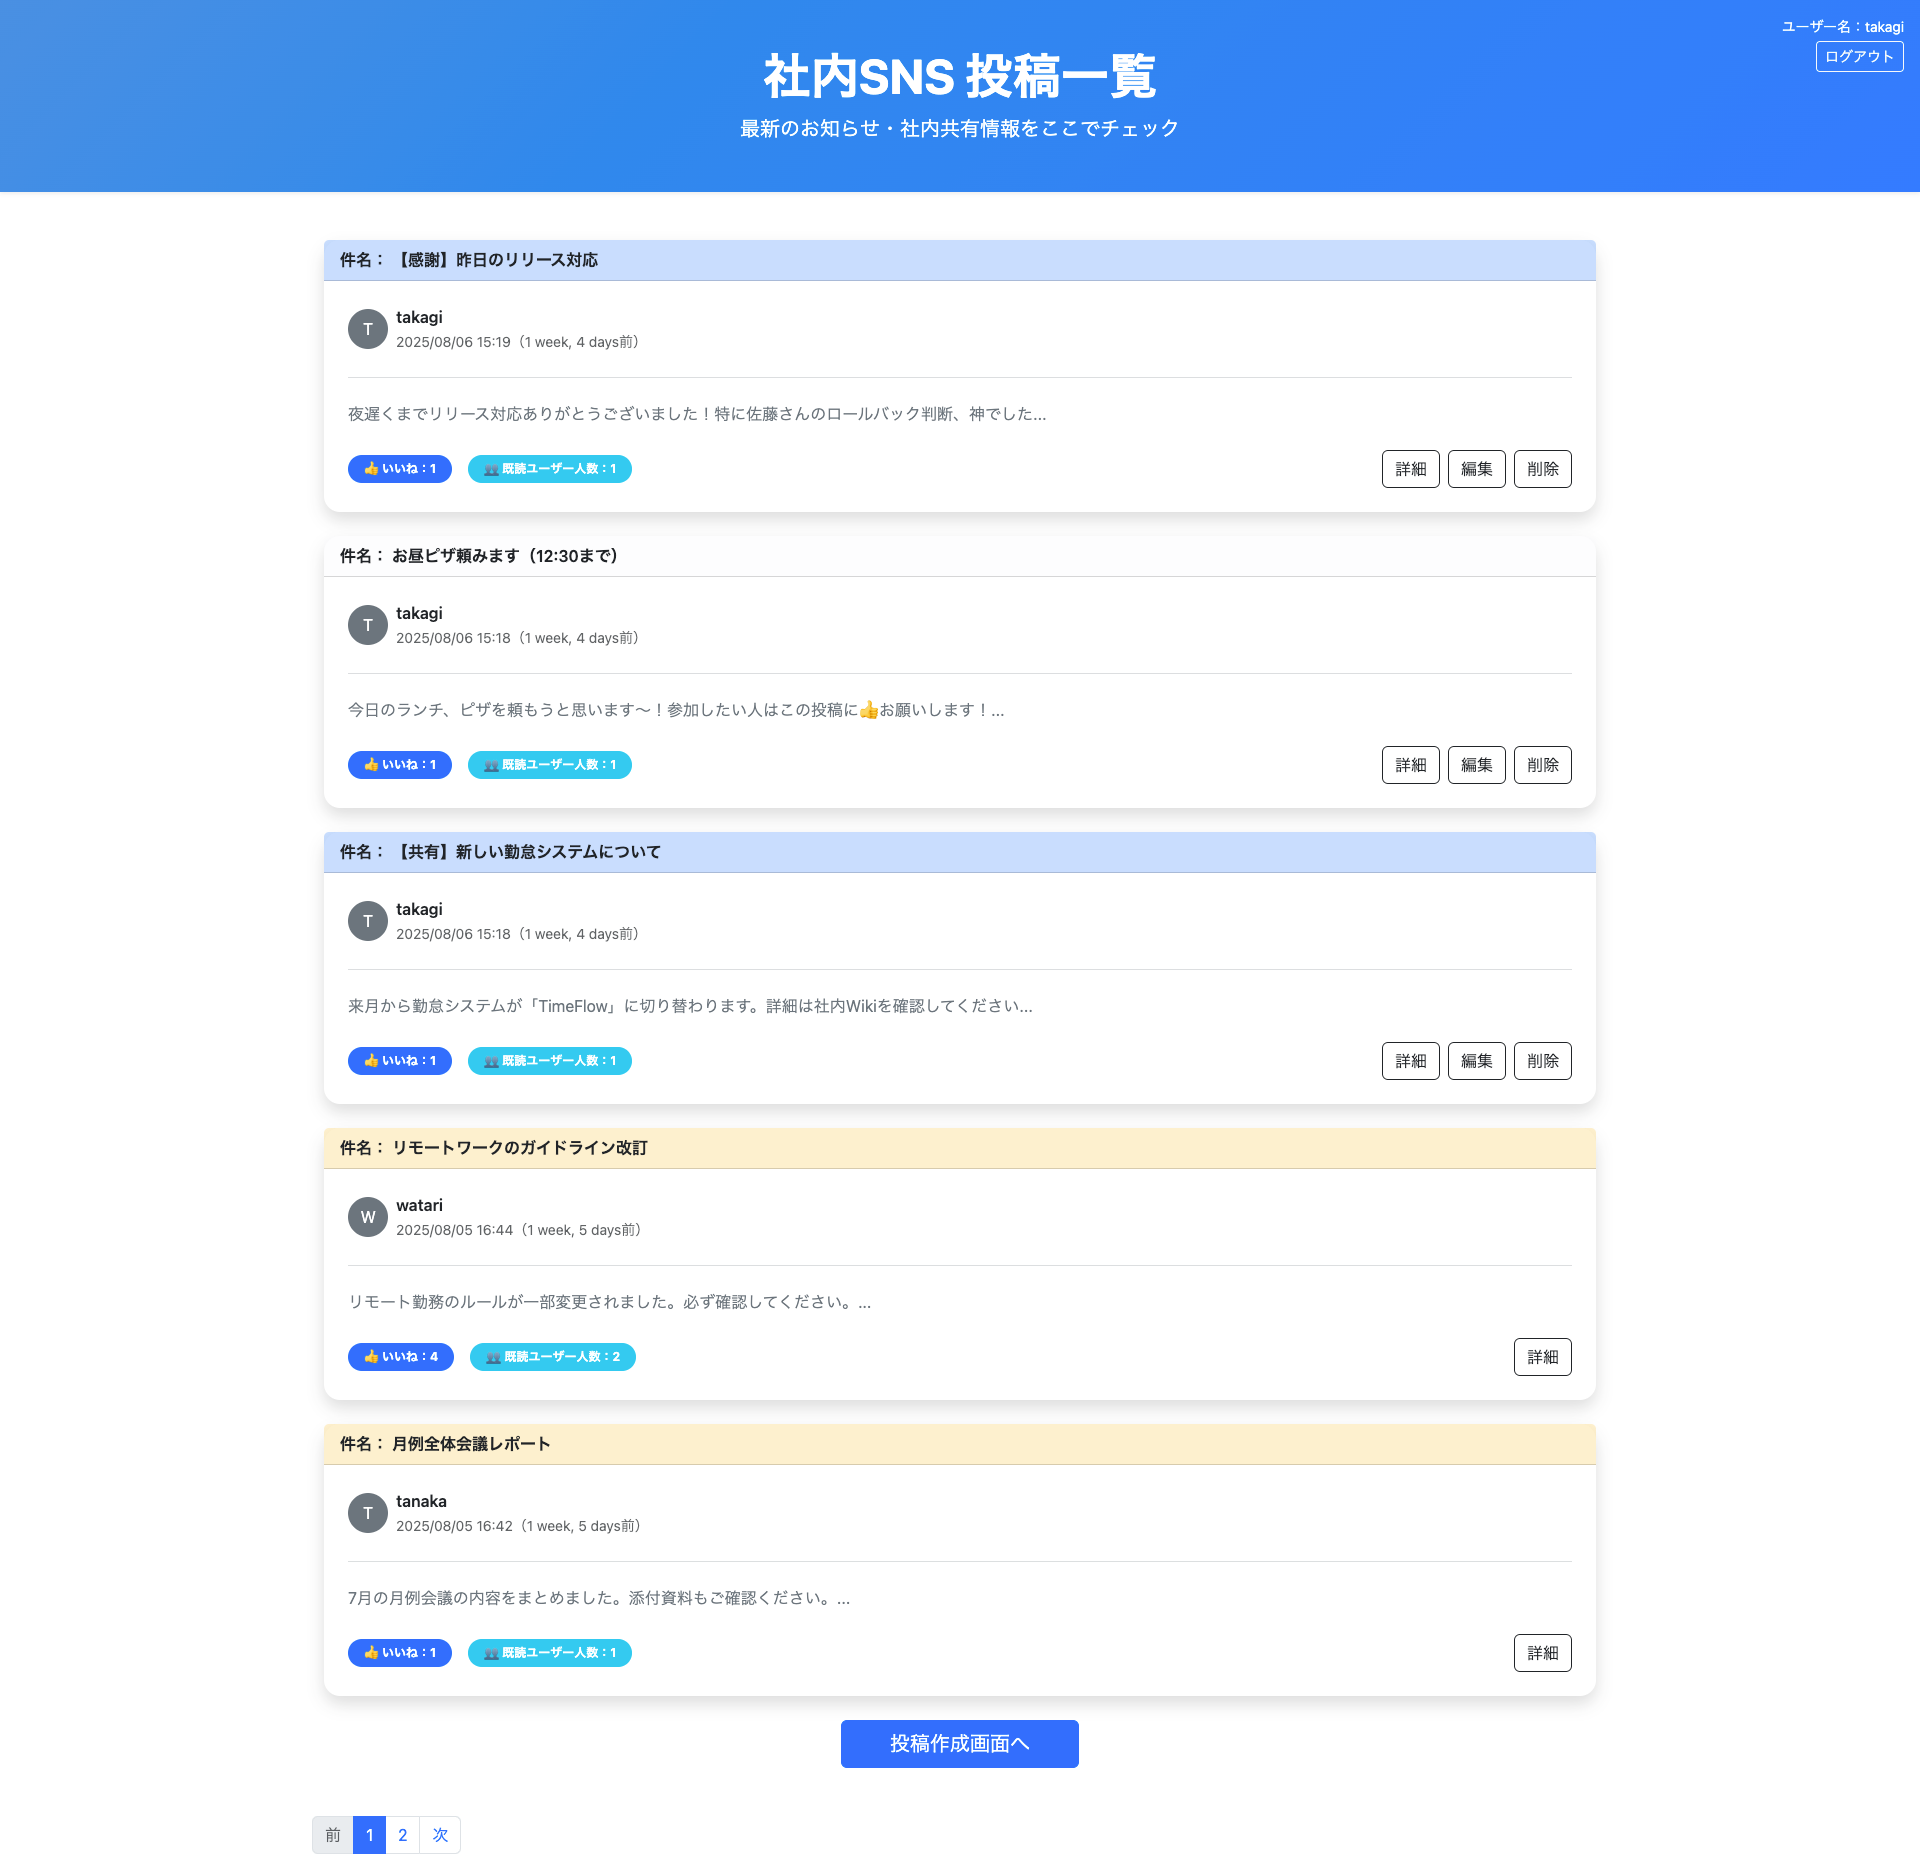 ユーザー名：takagi
ログアウト
社内SNS 投稿一覧
最新のお知らせ・社内共有情報をここでチェック
件名： 【感謝】昨日のリリース対応
T
takagi
2025/08/06 15:19（1 week, 4 days前）
夜遅くまでリリース対応ありがとうございました！特に佐藤さんのロールバック判断、神でした...
👍 いいね：1 👥 既読ユーザー人数：1 詳細 編集 削除
件名： お昼ピザ頼みます（12:30まで）
T
takagi
2025/08/06 15:18（1 week, 4 days前）
今日のランチ、ピザを頼もうと思います〜！参加したい人はこの投稿に👍お願いします！...
👍 いいね：1 👥 既読ユーザー人数：1 詳細 編集 削除
件名： 【共有】新しい勤怠システムについて
T
takagi
2025/08/06 15:18（1 week, 4 days前）
来月から勤怠システムが「TimeFlow」に切り替わります。詳細は社内Wikiを確認してください...
👍 いいね：1 👥 既読ユーザー人数：1 詳細 編集 削除
件名： リモートワークのガイドライン改訂
W
watari
2025/08/05 16:44（1 week, 5 days前）
リモート勤務のルールが一部変更されました。必ず確認してください。...
👍 いいね：4 👥 既読ユーザー人数：2 詳細
件名： 月例全体会議レポート
T
tanaka
2025/08/05 16:42（1 week, 5 days前）
7月の月例会議の内容をまとめました。添付資料もご確認ください。...
👍 いいね：1 👥 既読ユーザー人数：1 詳細
投稿作成画面へ
前 1 2 次